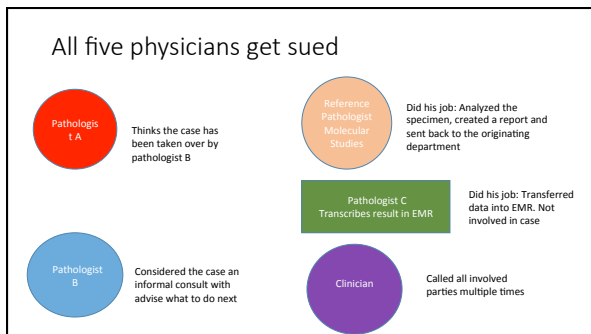 All five physicians get sued
Pathologis
t A
Thinks the case has
been taken over by
pathologist B
Reference
Pathologist
Molecular
Studies
Did his job: Analyzed the
specimen, created a report and
sent back to the originating
department
Pathologist C
Transcribes result in EMR
Did his job: Transferred
data into EMR. Not
involved in case
Pathologist
B
Considered the case an
informal consult with
advise what to do next
Clinician
Called all involved
parties multiple times